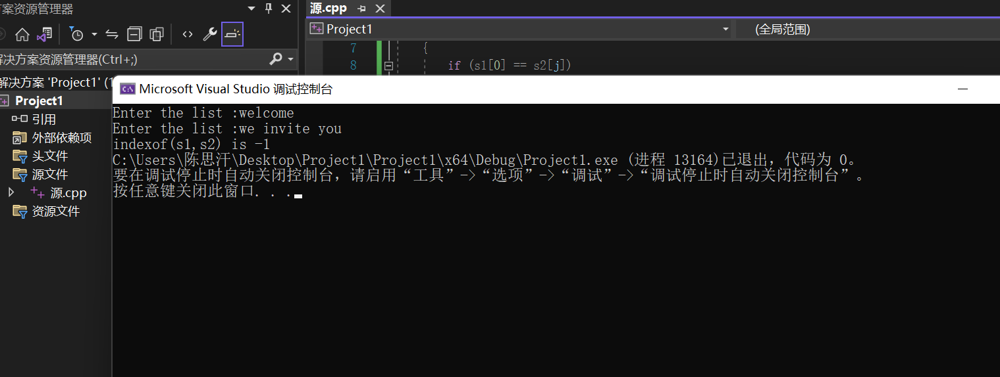 方案资源管理器
源.cpp
Project1
(全局范围)
解决方案资源管理器(Ctrl+;)
7 {
8 if (s1[0] == s2[j])
解决方案 'Project1' (1
Microsoft Visual Studio 调试控制台
Project1
引用
外部依赖项
头文件
源文件
源.cpp
资源文件
Enter the list :welcome
Enter the list :we invite you
indexof(s1,s2) is -1
C:\Users\陈思汗\Desktop\Project1\Project1\x64\Debug\Project1.exe (进程 13164)已退出，代码为 0。
要在调试停止时自动关闭控制台，请启用“工具”->“选项”->“调试”->“调试停止时自动关闭控制台”。
按任意键关闭此窗口. . .